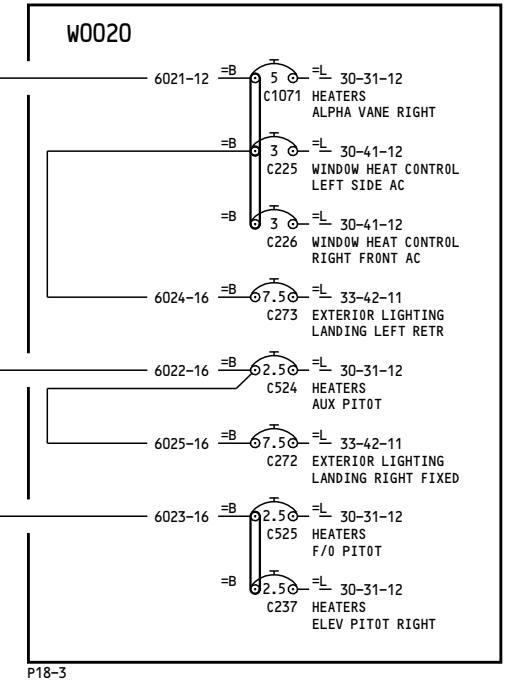 W0020
6021-12 =B 5 =L 30-31-12
C1071 HEATERS
ALPHA VANE RIGHT
=B 3 =L 30-41-12
C225 WINDOW HEAT CONTROL
LEFT SIDE AC
=B 3 =L 30-41-12
C226 WINDOW HEAT CONTROL
RIGHT FRONT AC
6024-16 =B 7.5 =L 33-42-11
C273 EXTERIOR LIGHTING
LANDING LEFT RETR
6022-16 =B 2.5 =L 30-31-12
C524 HEATERS
AUX PITOT
6025-16 =B 7.5 =L 33-42-11
C272 EXTERIOR LIGHTING
LANDING RIGHT FIXED
6023-16 =B 2.5 =L 30-31-12
C525 HEATERS
F/O PITOT
=B 2.5 =L 30-31-12
C237 HEATERS
ELEV PITOT RIGHT
P18-3